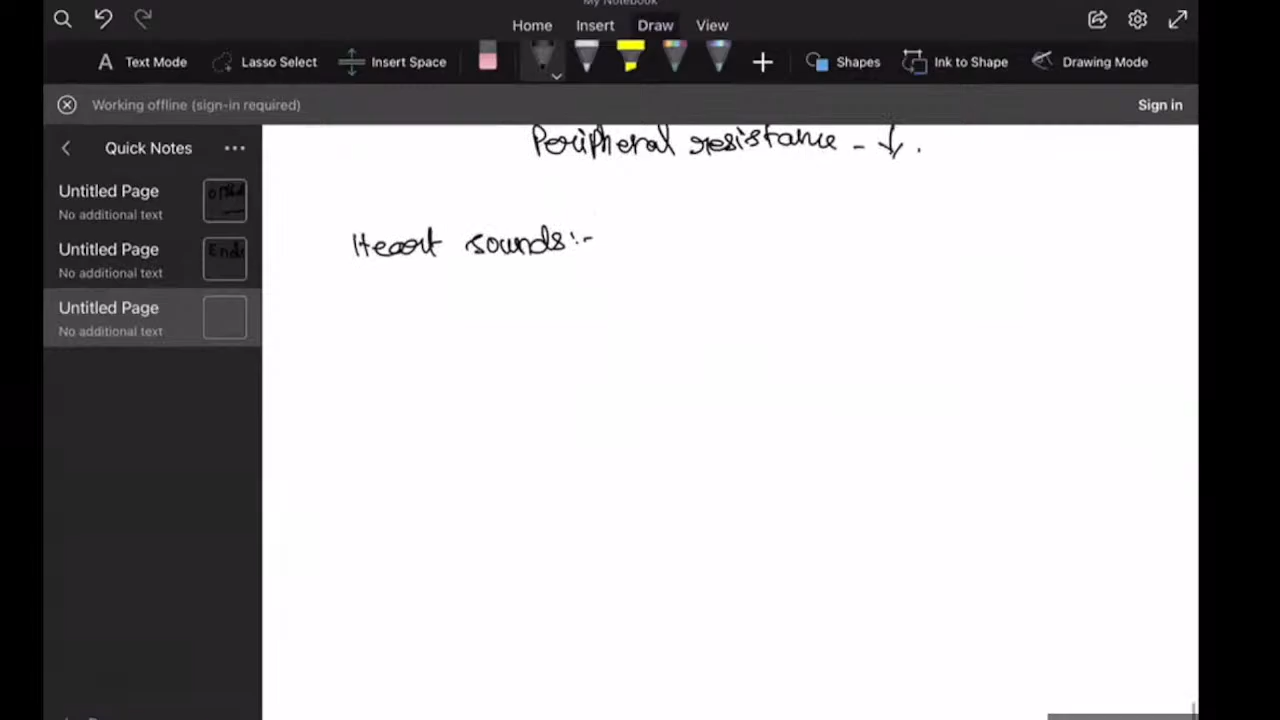 My Notebook
Home Insert Draw View
Text Mode Lasso Select Insert Space Shapes Ink to Shape Drawing Mode
Working offline (sign-in required) Sign in
Quick Notes
Untitled Page
No additional text
Untitled Page
No additional text
Untitled Page
No additional text
Peripheral resistance - ↓.
Heart sounds:-